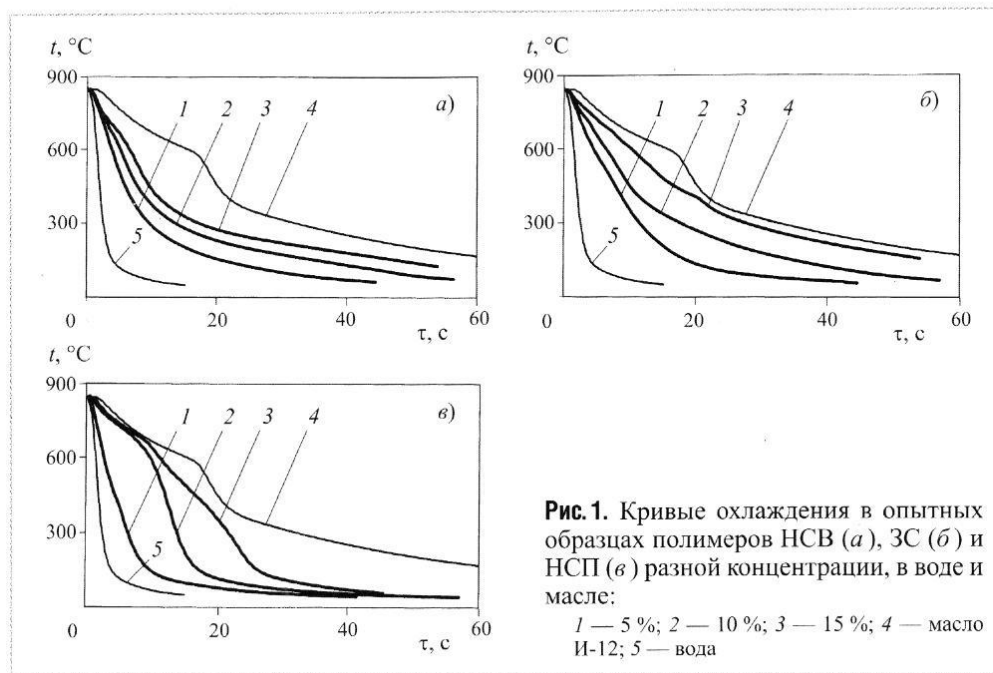 t, °C
900
600
300
0
20
40
60
τ, с
1
2
3
4
5
а)
t, °C
900
600
300
0
20
40
60
τ, с
1
2
3
4
5
б)
t, °C
900
600
300
0
20
40
60
τ, с
1
2
3
4
5
в)
Рис. 1. Кривые охлаждения в опытных
образцах полимеров НСВ (а), ЗС (б) и
НСП (в) разной концентрации, в воде и
масле:
1 — 5 %; 2 — 10 %; 3 — 15 %; 4 — масло
И-12; 5 — вода